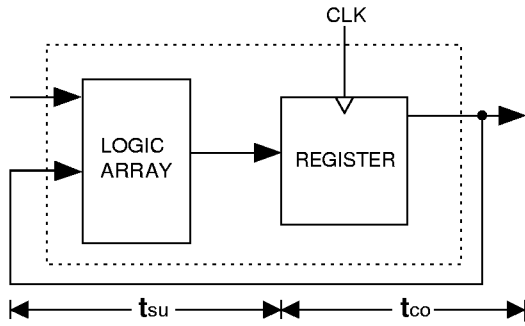 CLK
LOGIC
ARRAY
REGISTER
tsu
tco